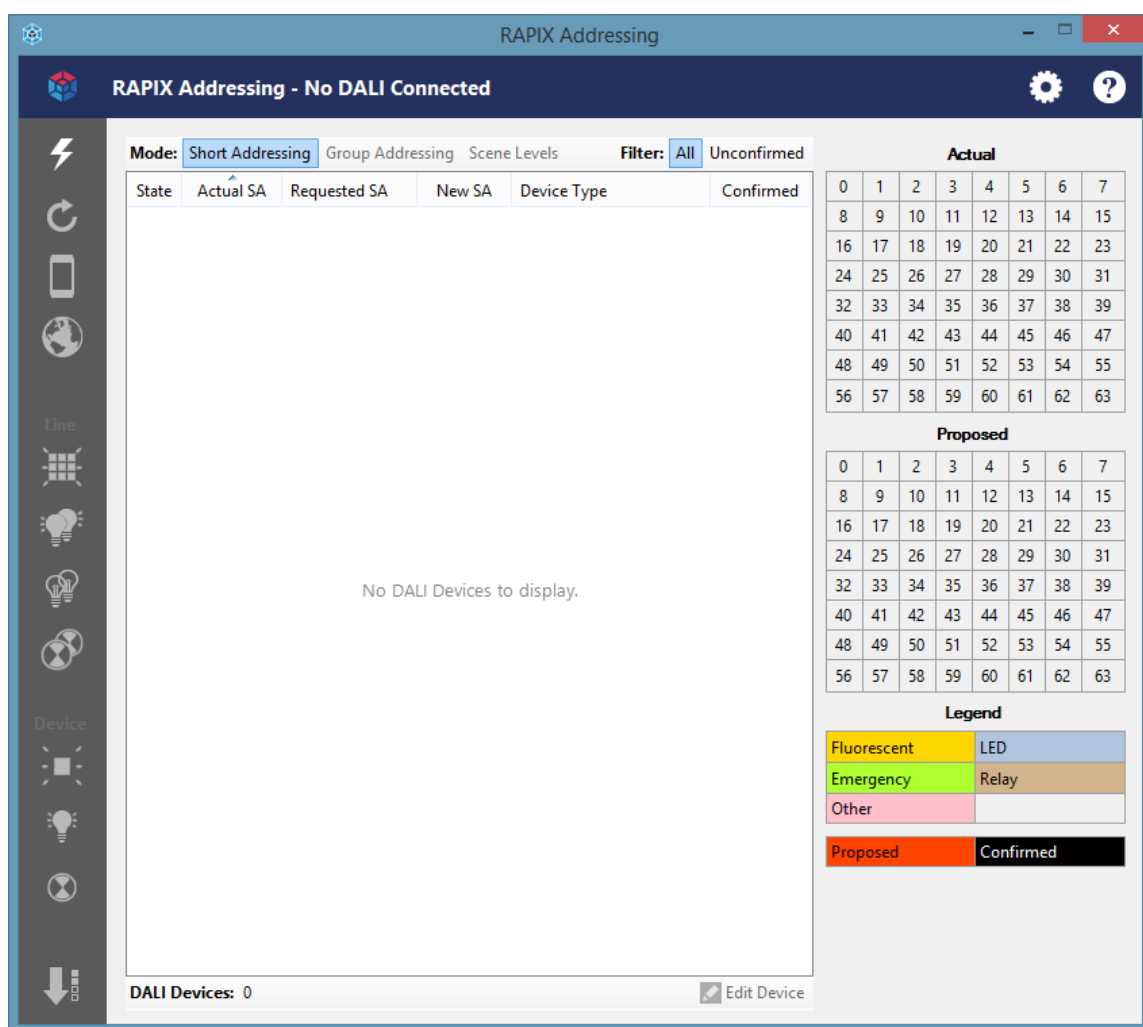 RAPIX Addressing
RAPIX Addressing - No DALI Connected
?
Mode: Short Addressing Group Addressing Scene Levels Filter: All Unconfirmed
State Actual SA Requested SA New SA Device Type Confirmed
No DALI Devices to display.
DALI Devices: 0 Edit Device
Line
Device
Actual
0 1 2 3 4 5 6 7
8 9 10 11 12 13 14 15
16 17 18 19 20 21 22 23
24 25 26 27 28 29 30 31
32 33 34 35 36 37 38 39
40 41 42 43 44 45 46 47
48 49 50 51 52 53 54 55
56 57 58 59 60 61 62 63
Proposed
0 1 2 3 4 5 6 7
8 9 10 11 12 13 14 15
16 17 18 19 20 21 22 23
24 25 26 27 28 29 30 31
32 33 34 35 36 37 38 39
40 41 42 43 44 45 46 47
48 49 50 51 52 53 54 55
56 57 58 59 60 61 62 63
Legend
Fluorescent LED
Emergency Relay
Other
Proposed Confirmed